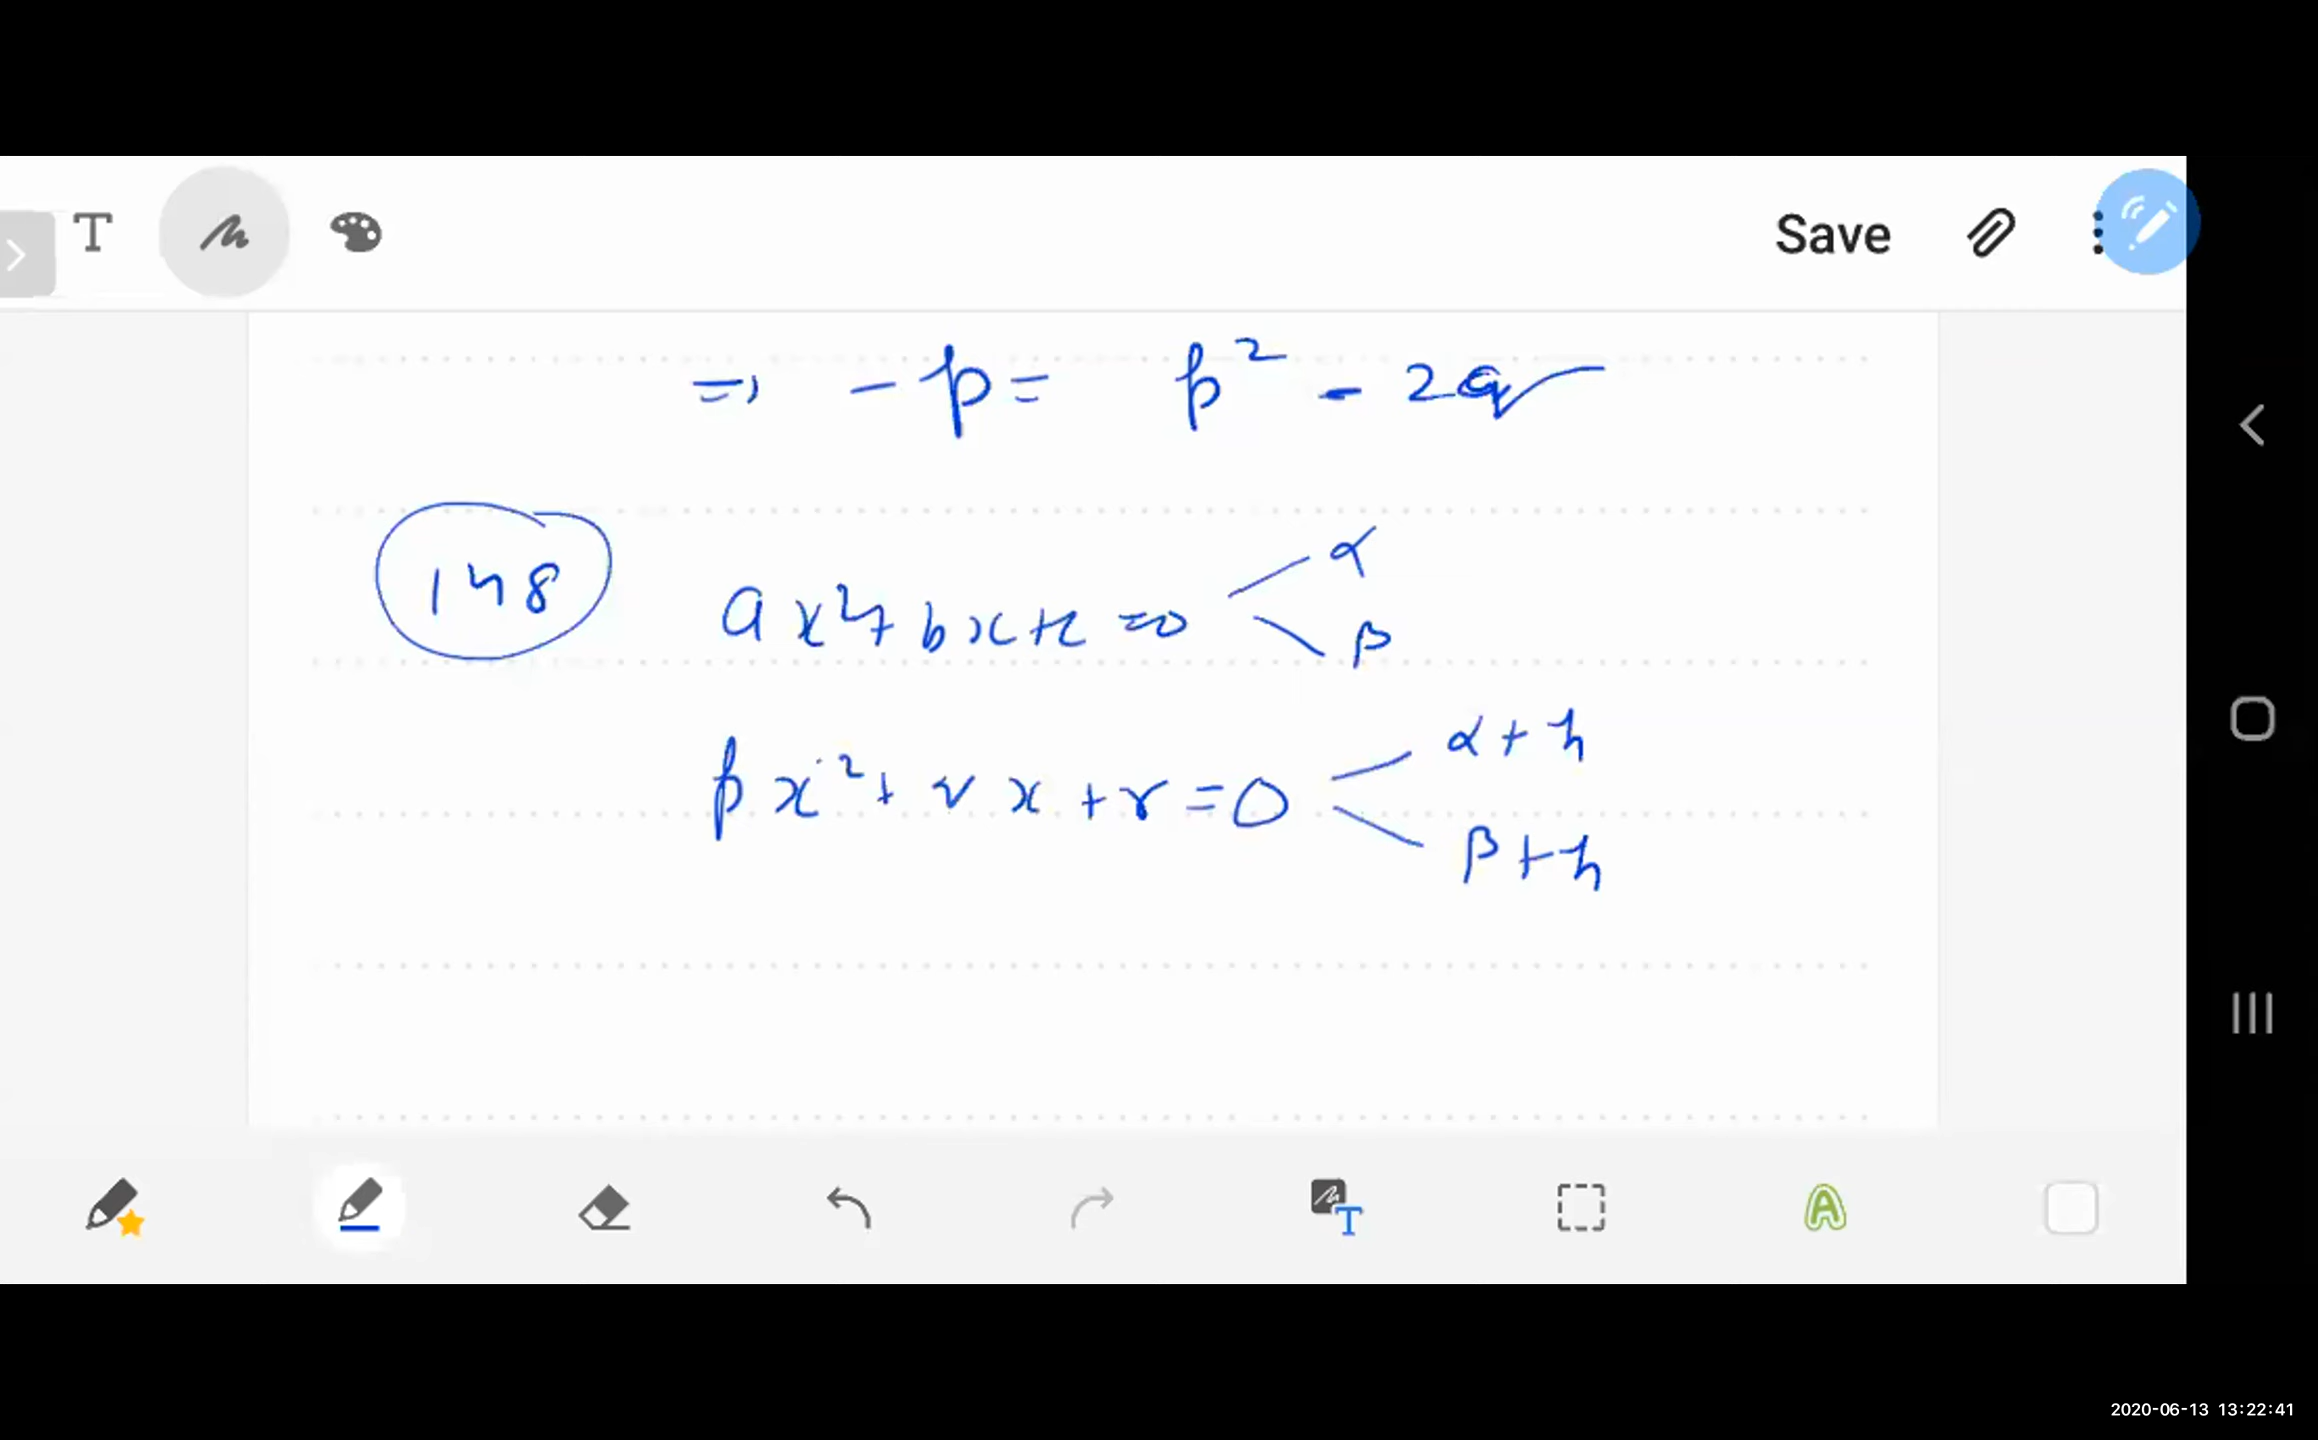 T
Save
⇒ -p = p² - 2q
148
ax²+bx+c=0
α
β
px²+qx+r=0
α+h
β+h
T
A
2020-06-13 13:22:41